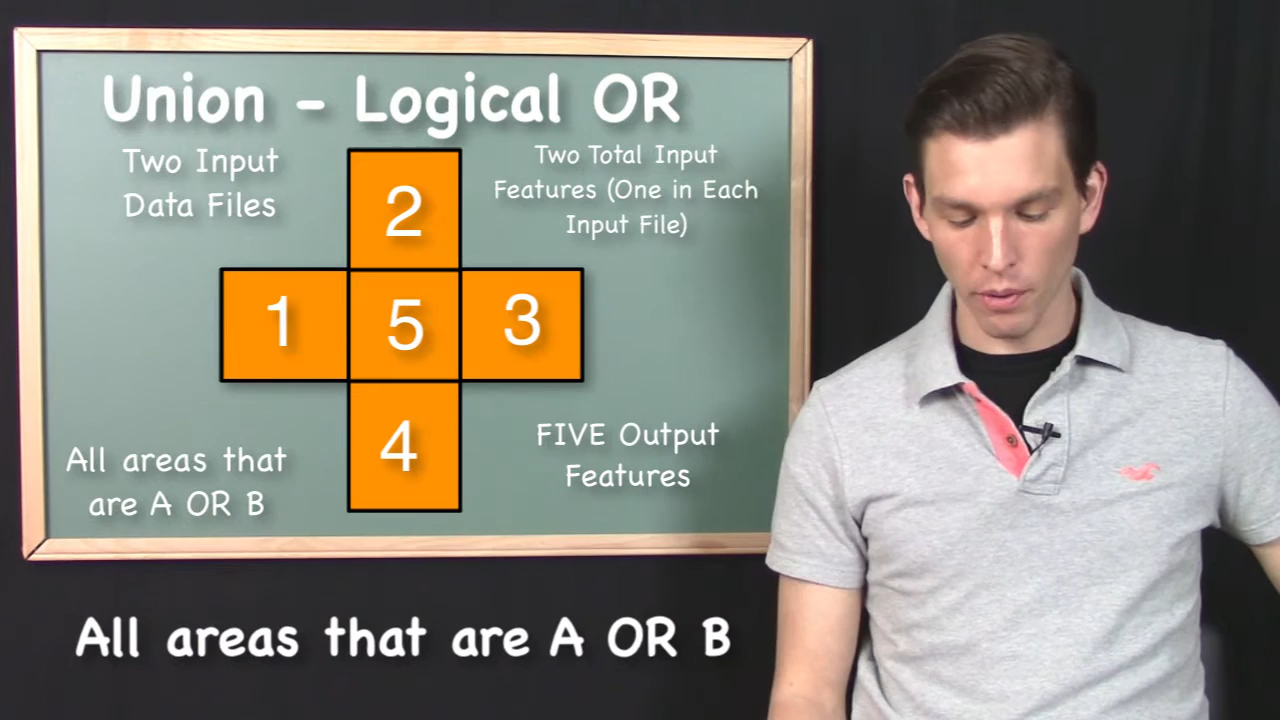 Union - Logical OR
Two Input
Data Files
Two Total Input
Features (One in Each
Input File)
2
1 5 3
4
All areas that
are A OR B
FIVE Output
Features
All areas that are A OR B